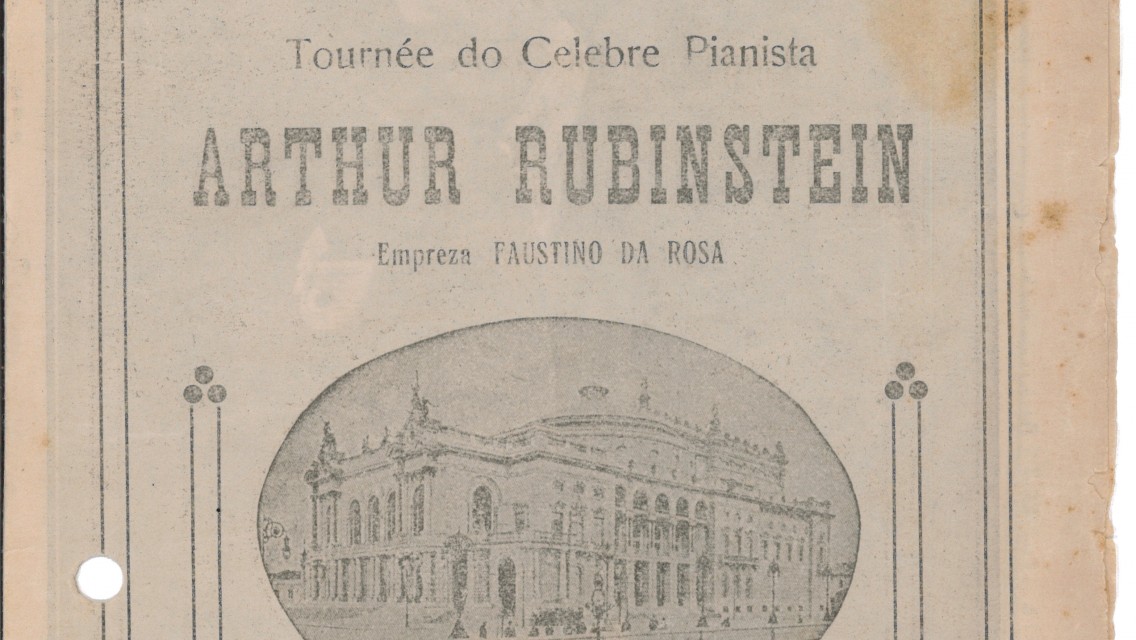 Tournée do Celebre Pianista
ARTHUR RUBINSTEIN
Empreza FAUSTINO DA ROSA